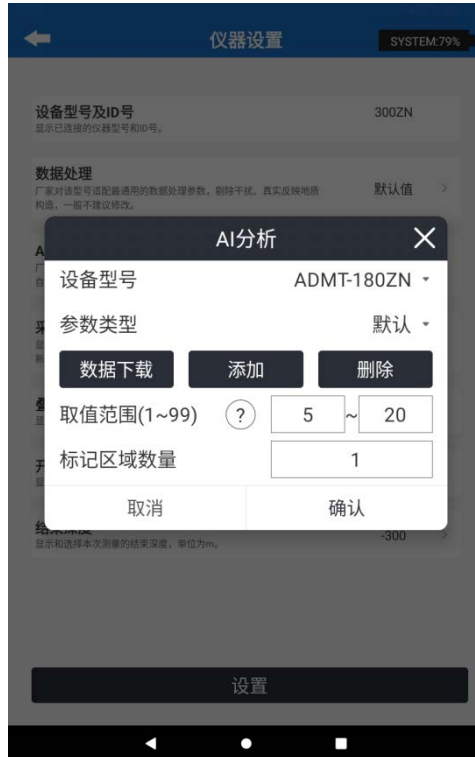 仪器设置
SYSTEM:79%
设备型号及ID号
300ZN
显示已连接的仪器型号和ID号。
数据处理
厂家对该型号适配最通用的数据处理参数，剔除干扰、真实反映地质
构造，一般不建议修改。
默认值
AI分析
设备型号
ADMT-180ZN
参数类型
默认
数据下载
添加
删除
取值范围(1~99)
?
5
~
20
标记区域数量
1
取消
确认
结束深度
-300
显示和选择本次测量的结束深度，单位为m。
设置